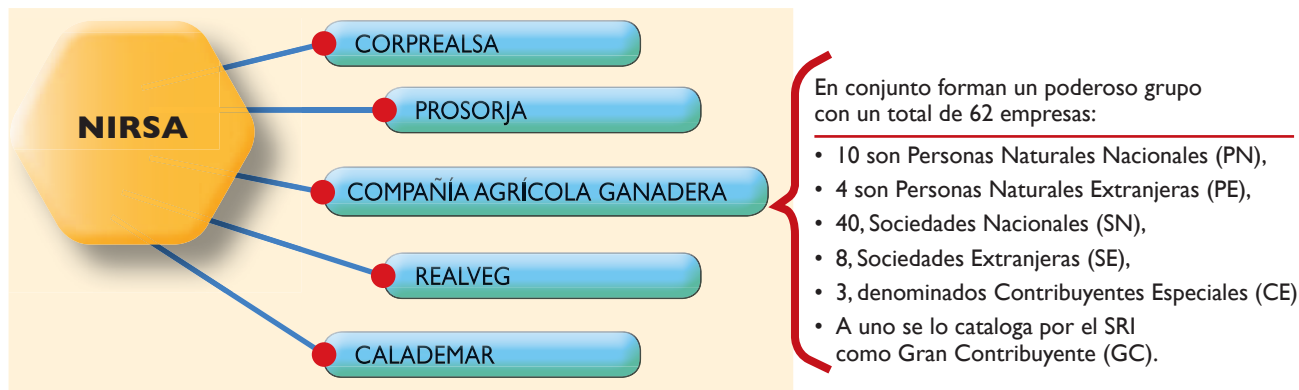 NIRSA
CORPREALSA
PROSORJA
COMPAÑÍA AGRÍCOLA GANADERA
REALVEG
CALADEMAR
En conjunto forman un poderoso grupo
con un total de 62 empresas:
• 10 son Personas Naturales Nacionales (PN),
• 4 son Personas Naturales Extranjeras (PE),
• 40, Sociedades Nacionales (SN),
• 8, Sociedades Extranjeras (SE),
• 3, denominados Contribuyentes Especiales (CE)
• A uno se lo cataloga por el SRI
como Gran Contribuyente (GC).